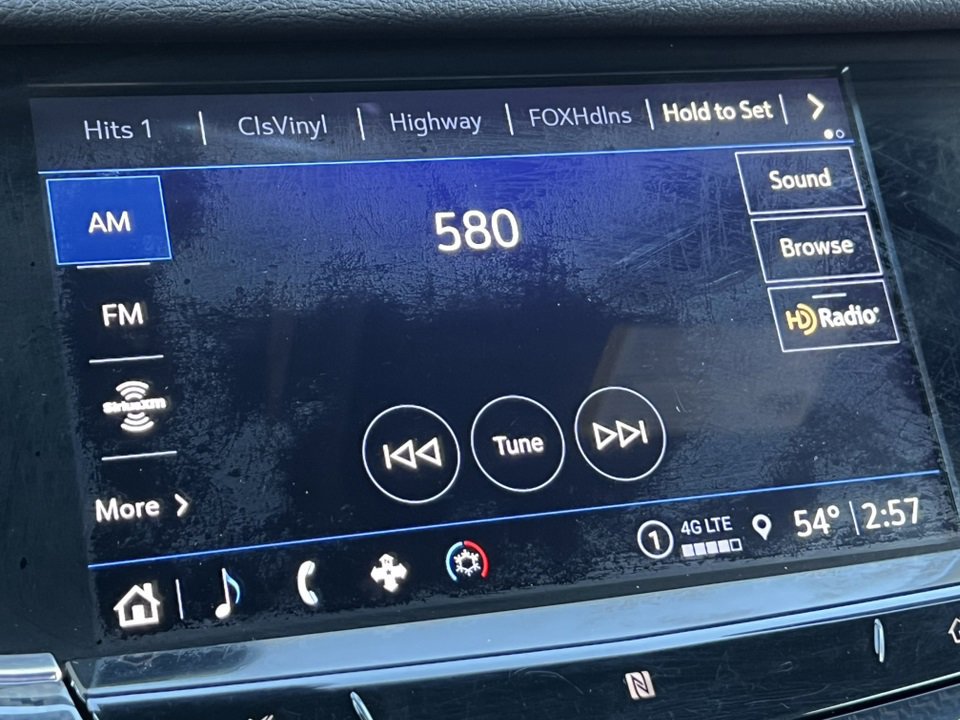 Hits 1 | ClsVinyl | Highway | FOXHdlns | Hold to Set |
AM
580
Sound
Browse
FM
HD Radio
siriusxm
Tune
More
1 4G LTE 54° | 2:57
N